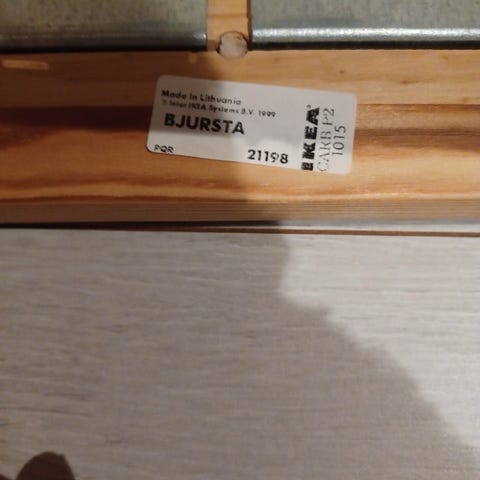 Made in Lithuania
© Inter IKEA Systems B.V. 1999
BJURSTA
PQR 21198
IKEA
CARB P2
1015